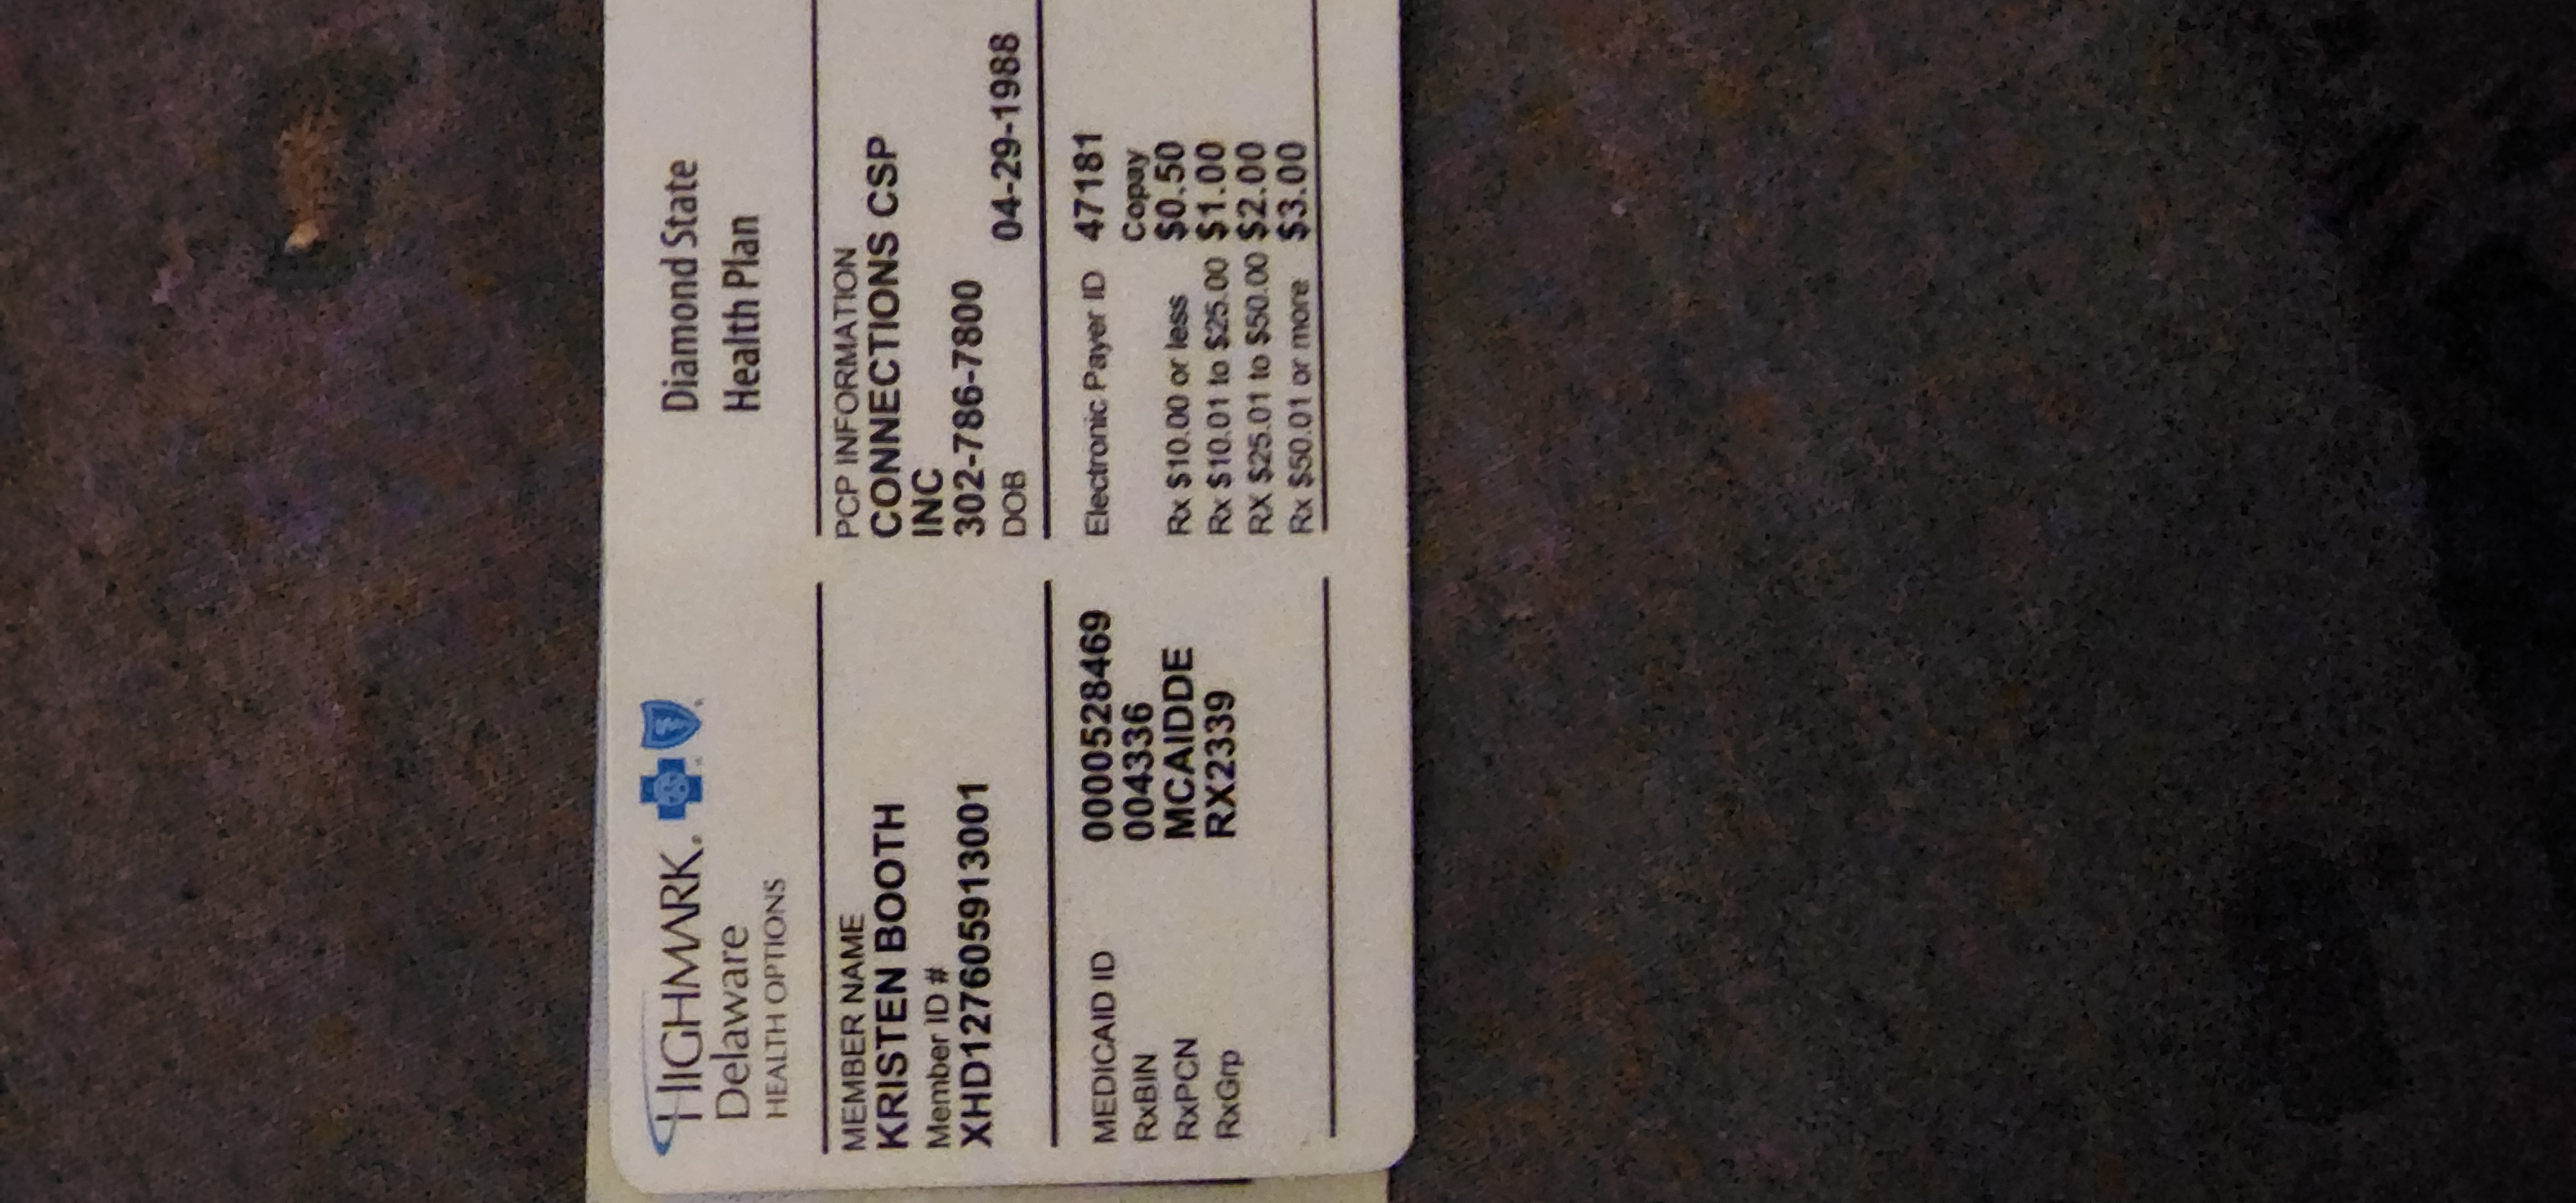 HIGHMARK.
Delaware
HEALTH OPTIONS
Diamond State
Health Plan
MEMBER NAME
KRISTEN BOOTH
Member ID #
XHD127605913001
PCP INFORMATION
CONNECTIONS CSP
INC
302-786-7800
DOB 04-29-1988
MEDICAID ID 0000528469
RxBIN 004336
RxPCN MCAIDDE
RxGrp RX2339
Electronic Payer ID 47181
Copay
Rx $10.00 or less $0.50
Rx $10.01 to $25.00 $1.00
RX $25.01 to $50.00 $2.00
Rx $50.01 or more $3.00